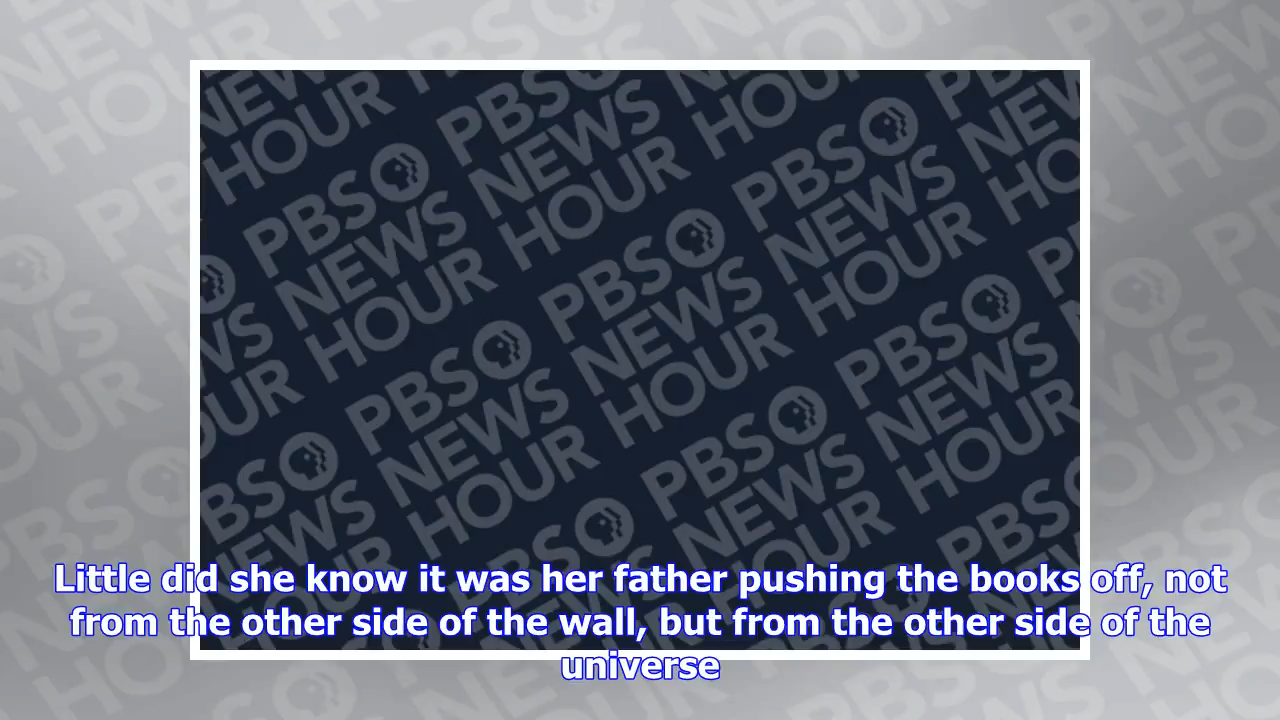 PBS
NEWS
HOUR
Little did she know it was her father pushing the books off, not
from the other side of the wall, but from the other side of the
universe